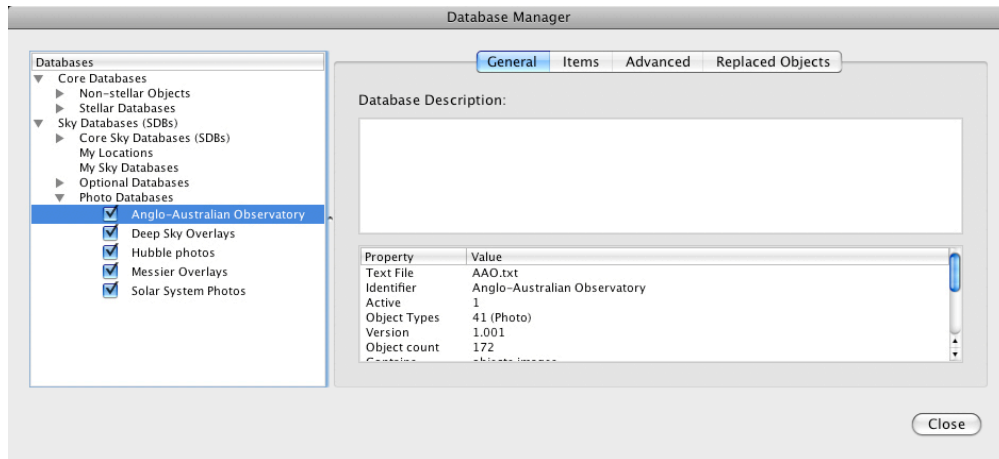 Database Manager
Databases
Core Databases
Non-stellar Objects
Stellar Databases
Sky Databases (SDBs)
Core Sky Databases (SDBs)
My Locations
My Sky Databases
Optional Databases
Photo Databases
Anglo-Australian Observatory
Deep Sky Overlays
Hubble photos
Messier Overlays
Solar System Photos
General Items Advanced Replaced Objects
Database Description:
Property Value
Text File AAO.txt
Identifier Anglo-Australian Observatory
Active 1
Object Types 41 (Photo)
Version 1.001
Object count 172
Contains objects images
Close